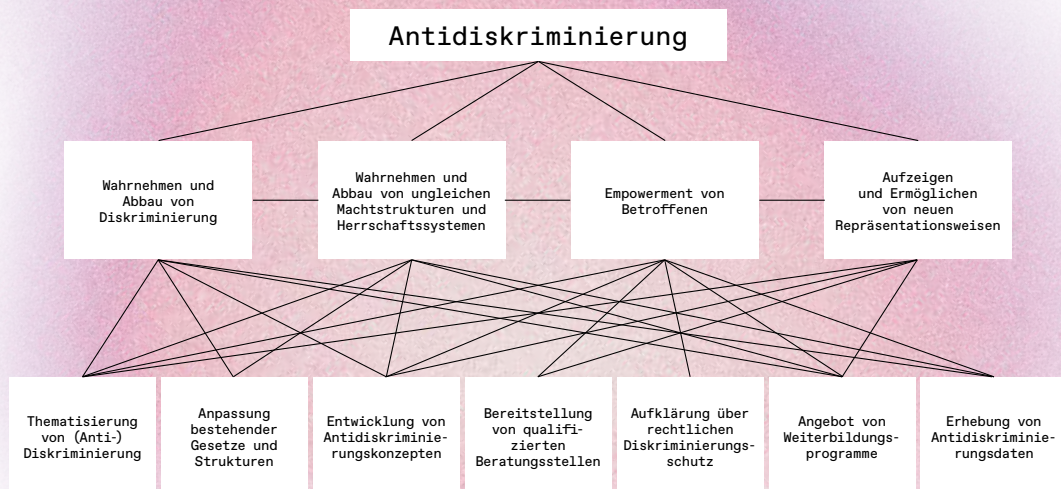 Antidiskriminierung
Wahrnehmen und
Abbau von
Diskriminierung
Wahrnehmen und
Abbau von ungleichen
Machtstrukturen und
Herrschaftssystemen
Empowerment von
Betroffenen
Aufzeigen
und Ermöglichen
von neuen
Repräsentationsweisen
Thematisierung
von (Anti-)
Diskriminierung
Anpassung
bestehender
Gesetze und
Strukturen
Entwicklung von
Antidiskriminie-
rungskonzepten
Bereitstellung
von qualifi-
zierten
Beratungsstellen
Aufklärung über
rechtlichen
Diskriminierungs-
schutz
Angebot von
Weiterbildungs-
programme
Erhebung von
Antidiskriminie-
rungsdaten